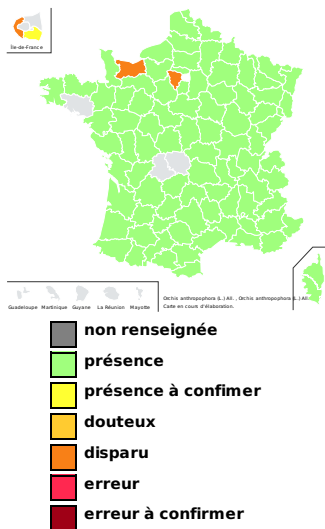 Île-de-France
Guadeloupe Martinique Guyane La Réunion Mayotte
Orchis anthropophora (L.) All. , Orchis anthropophora (L.) All.
Carte en cours d'élaboration.
non renseignée
présence
présence à confimer
douteux
disparu
erreur
erreur à confirmer